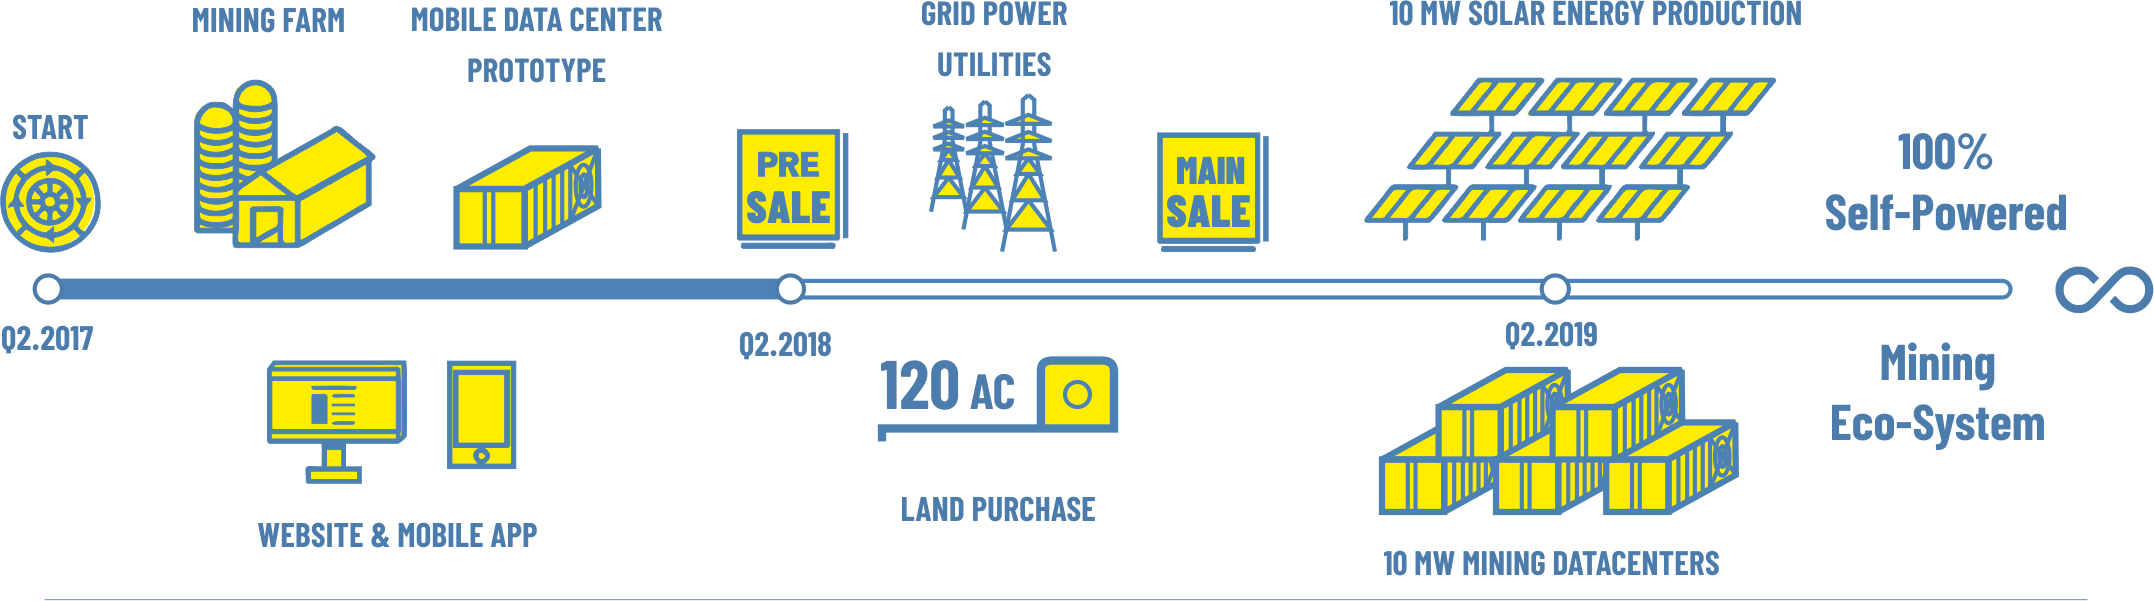 START
MINING FARM
MOBILE DATA CENTER
PROTOTYPE
PRE
SALE
GRID POWER
UTILITIES
MAIN
SALE
10 MW SOLAR ENERGY PRODUCTION
100%
Self-Powered
Q2.2017
Q2.2018
Q2.2019
WEBSITE & MOBILE APP
120 AC
LAND PURCHASE
10 MW MINING DATACENTERS
Mining
Eco-System